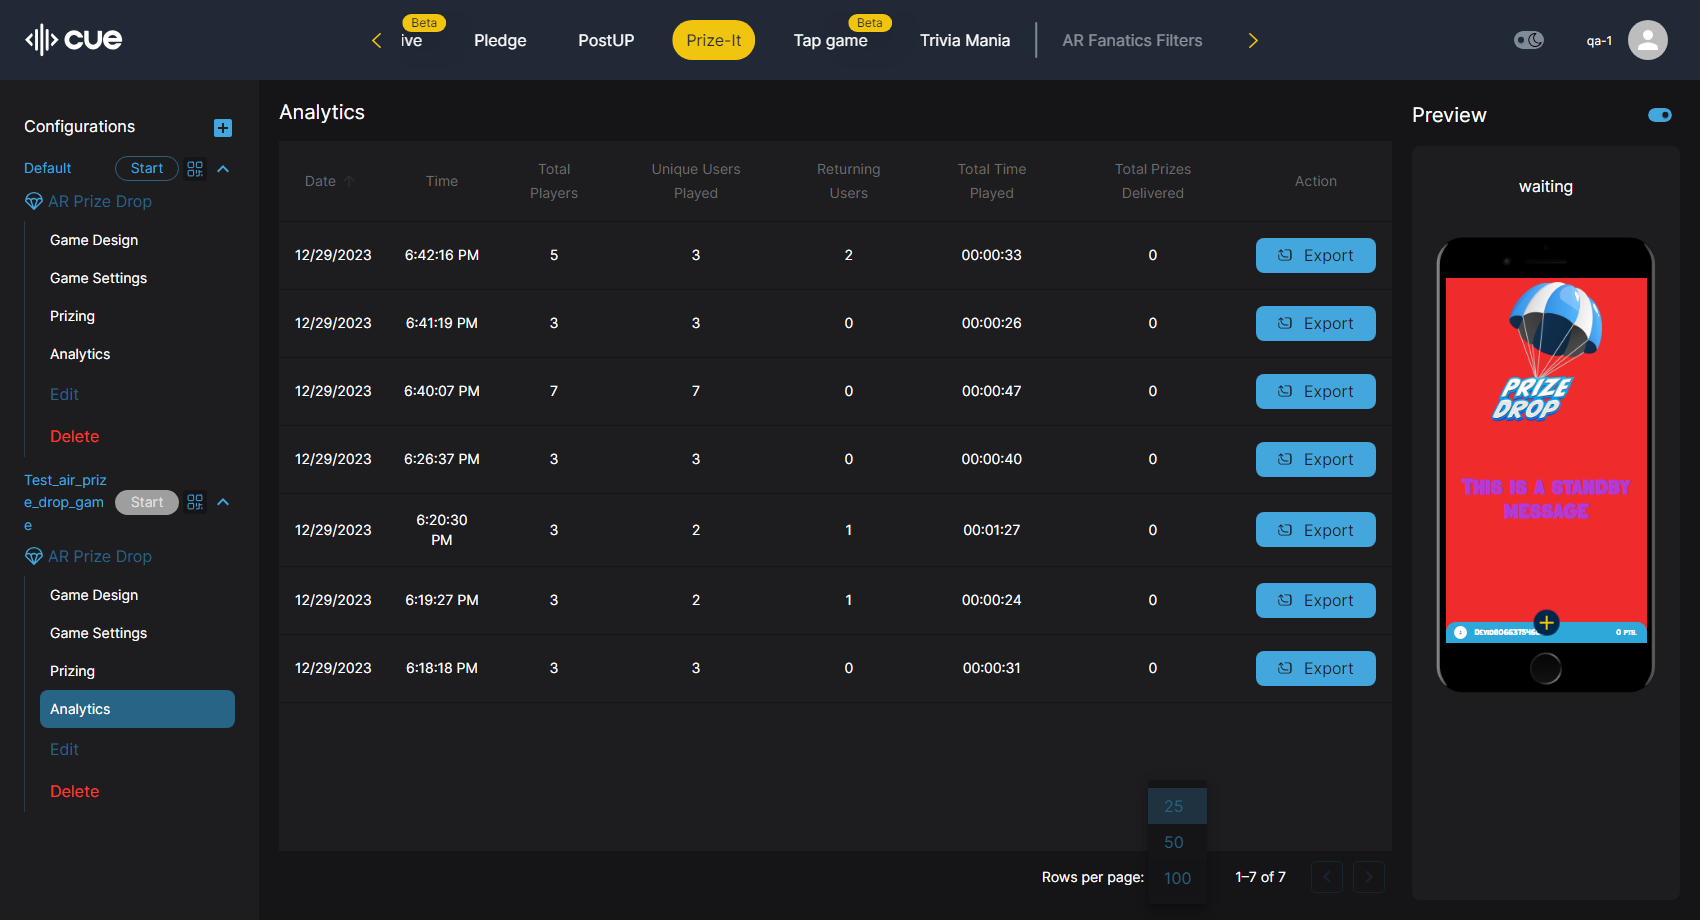 cue
ive
Beta
Pledge
PostUP
Prize-It
Tap game
Beta
Trivia Mania
AR Fanatics Filters
qa-1
Configurations
Default
Start
AR Prize Drop
Game Design
Game Settings
Prizing
Analytics
Edit
Delete
Test_air_priz
e_drop_gam
e
Start
AR Prize Drop
Game Design
Game Settings
Prizing
Analytics
Edit
Delete
Analytics
Date Time Total Players Unique Users Played Returning Users Total Time Played Total Prizes Delivered Action
12/29/2023 6:42:16 PM 5 3 2 00:00:33 0 Export
12/29/2023 6:41:19 PM 3 3 0 00:00:26 0 Export
12/29/2023 6:40:07 PM 7 7 0 00:00:47 0 Export
12/29/2023 6:26:37 PM 3 3 0 00:00:40 0 Export
12/29/2023 6:20:30 PM 3 2 1 00:01:27 0 Export
12/29/2023 6:19:27 PM 3 2 1 00:00:24 0 Export
12/29/2023 6:18:18 PM 3 3 0 00:00:31 0 Export
25
50
100
Rows per page:
1–7 of 7
Preview
waiting
PRIZE
DROP
THIS IS A STANDBY
MESSAGE
0 PTS.